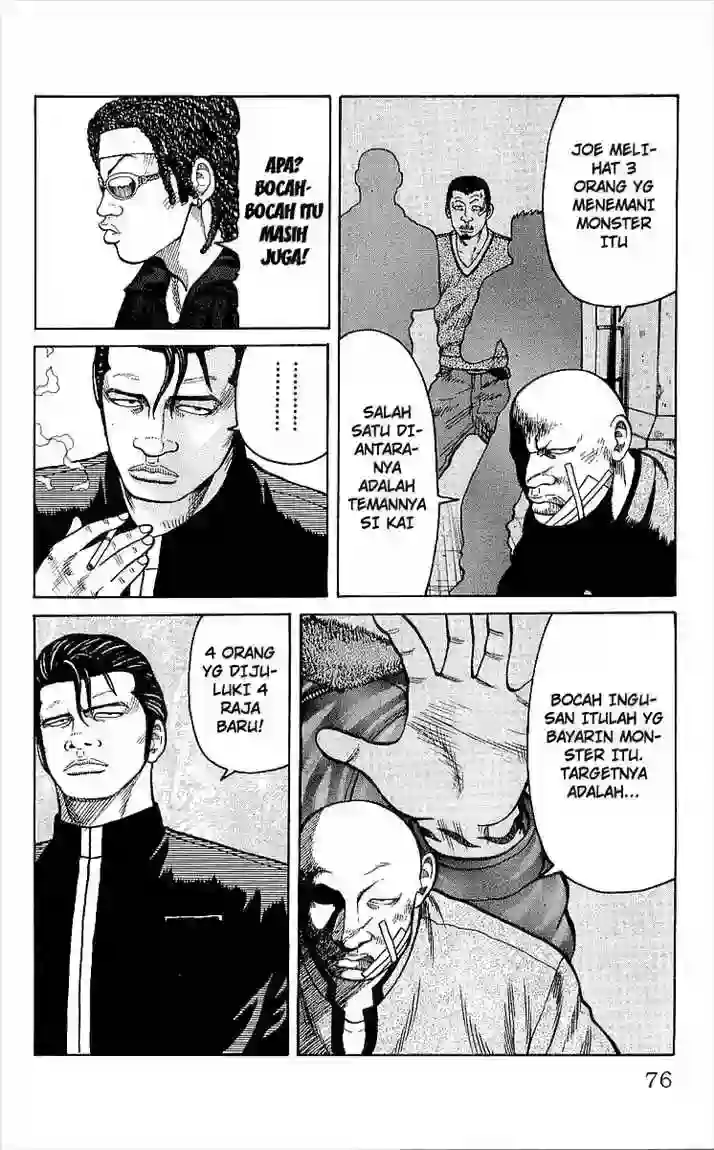 JOE MELI-
HAT 3
ORANG YG
MENEMANI
MONSTER
ITU
SALAH
SATU DI-
ANTARA-
NYA
ADALAH
TEMANNYA
SI KAI
APA?
BOCAH-
BOCAH ITU
MASIH
JUGA!
BOCAH INGU-
SAN ITULAH YG
BAYARIN MON-
STER ITU.
TARGETNYA
ADALAH...
4 ORANG
YG DIJU-
LUKI 4
RAJA
BARU!
76